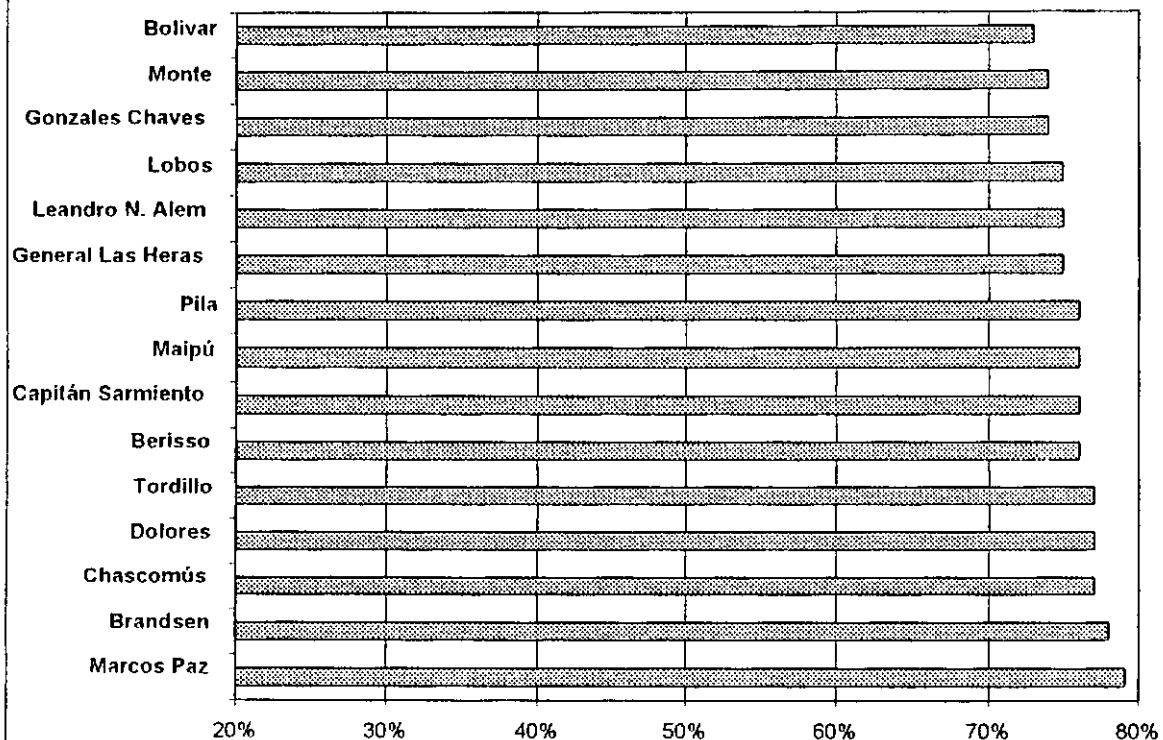 Bolivar
Monte
Gonzales Chaves
Lobos
Leandro N. Alem
General Las Heras
Pila
Maipú
Capitán Sarmiento
Berisso
Tordillo
Dolores
Chascomús
Brandsen
Marcos Paz
20% 30% 40% 50% 60% 70% 80%